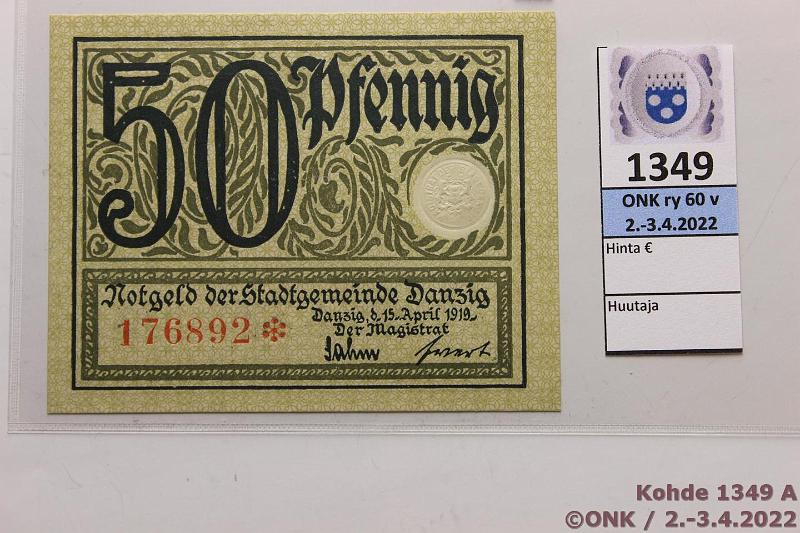 50 Pfennig
Notgeld der Stadtgemeinde Danzig
Danzig, d. 15. April 1919.
176892 ✻
Der Magistrat
Sahm
1349
ONK ry 60 v
2.-3.4.2022
Hinta €
Huutaja
Kohde 1349 A
©ONK / 2.-3.4.2022